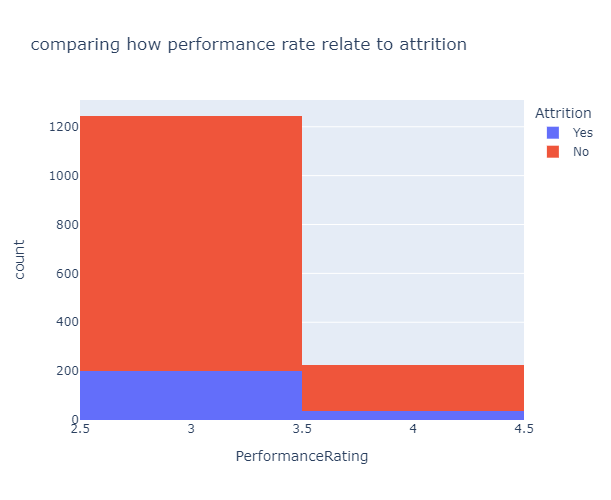 comparing how performance rate relate to attrition
Attrition
Yes
No
1200
1000
800
600
400
200
0
count
2.5
3
3.5
4
4.5
PerformanceRating